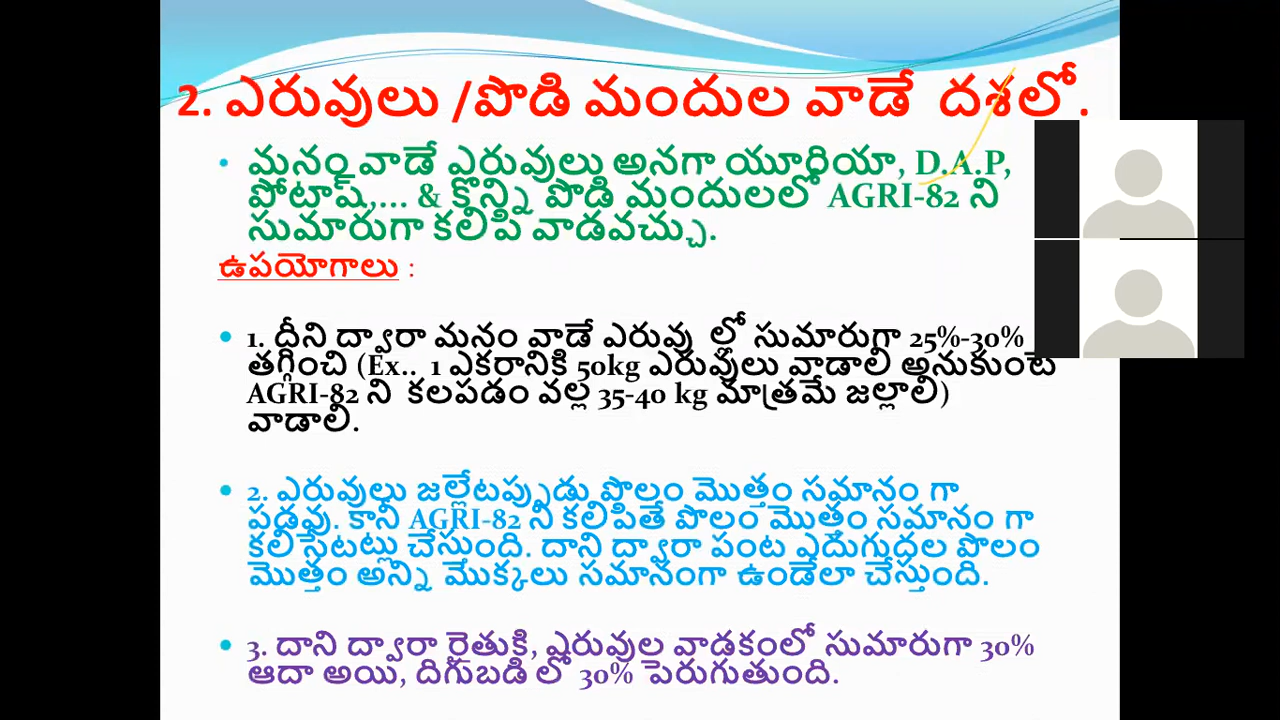 2. ఎరువులు /పొడి మందుల వాడే దశలో.
• మనం వాడే ఎరువులు అనగా యూరియా, D.A.P,
పోటాష్,... & కొన్ని పొడి మందులలో AGRI-82 ని
సుమారుగా కలిపి వాడవచ్చు.
ఉపయోగాలు :
• 1. దీని ద్వారా మనం వాడే ఎరువు ల్లో సుమారుగా 25%-30%
తగ్గించి (Ex.. 1 ఎకరానికి 50kg ఎరువులు వాడాలి అనుకుంటె
AGRI-82 ని కలపడం వల్ల 35-40 kg మాత్రమే జల్లాలి)
వాడాలి.
• 2. ఎరువులు జల్లేటప్పుడు పొలం మొత్తం సమానం గా
పడవు. కానీ AGRI-82 ని కలిపితే పొలం మొత్తం సమానం గా
కలిసేటట్లు చేస్తుంది. దాని ద్వారా పంట ఎదుగుదల పొలం
మొత్తం అన్ని మొక్కలు సమానంగా ఉండేలా చేస్తుంది.
• 3. దాని ద్వారా రైతుకి, ఎరువుల వాడకంలో సుమారుగా 30%
ఆదా అయి, దిగుబడి లో 30% పెరుగుతుంది.